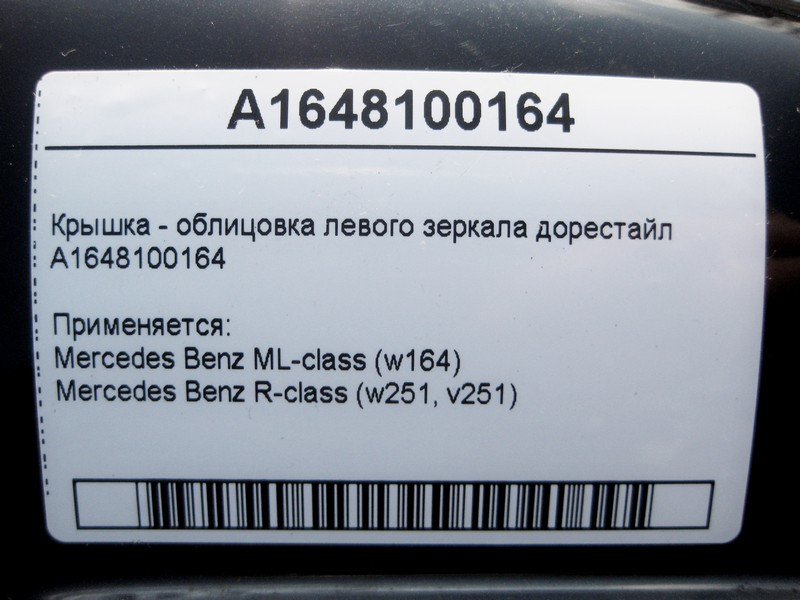 A1648100164
Крышка - облицовка левого зеркала дорестайл
A1648100164
Применяется:
Mercedes Benz ML-class (w164)
Mercedes Benz R-class (w251, v251)